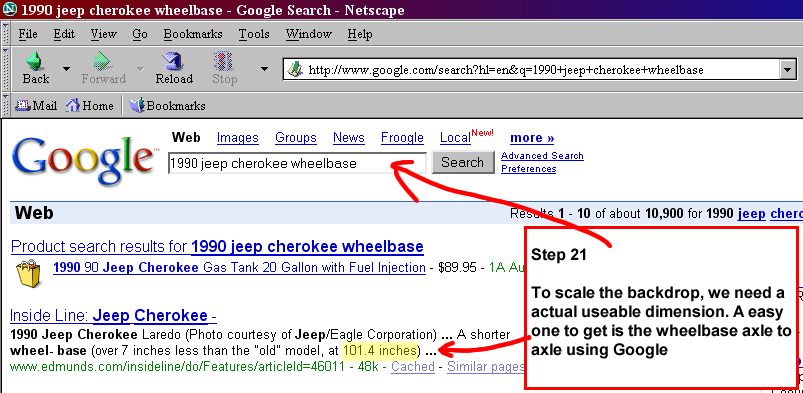 1990 jeep cherokee wheelbase - Google Search - Netscape
File Edit View Go Bookmarks Tools Window Help
Back Forward Reload Stop http://www.google.com/search?hl=en&q=1990+jeep+cherokee+wheelbase
Mail Home Bookmarks
Web Images Groups News Froogle Local New! more »
Google™ 1990 jeep cherokee wheelbase Search Advanced Search
Preferences
Web Results 1 - 10 of about 10,900 for 1990 jeep chero
Product search results for 1990 jeep cherokee wheelbase
1990 90 Jeep Cherokee Gas Tank 20 Gallon with Fuel Injection - $89.95 - 1A Au
Inside Line: Jeep Cherokee -
1990 Jeep Cherokee Laredo (Photo courtesy of Jeep/Eagle Corporation) ... A shorter
wheel- base (over 7 inches less than the "old" model, at 101.4 inches) ...
www.edmunds.com/insideline/do/Features/articleId=46011 - 48k - Cached - Similar pages
Step 21
To scale the backdrop, we need a
actual useable dimension. A easy
one to get is the wheelbase axle to
axle using Google